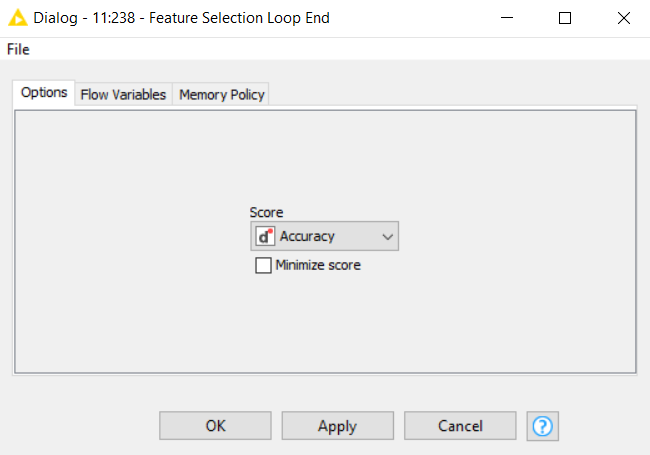 Dialog - 11:238 - Feature Selection Loop End
File
Options Flow Variables Memory Policy
Score
d Accuracy
Minimize score
OK Apply Cancel ?